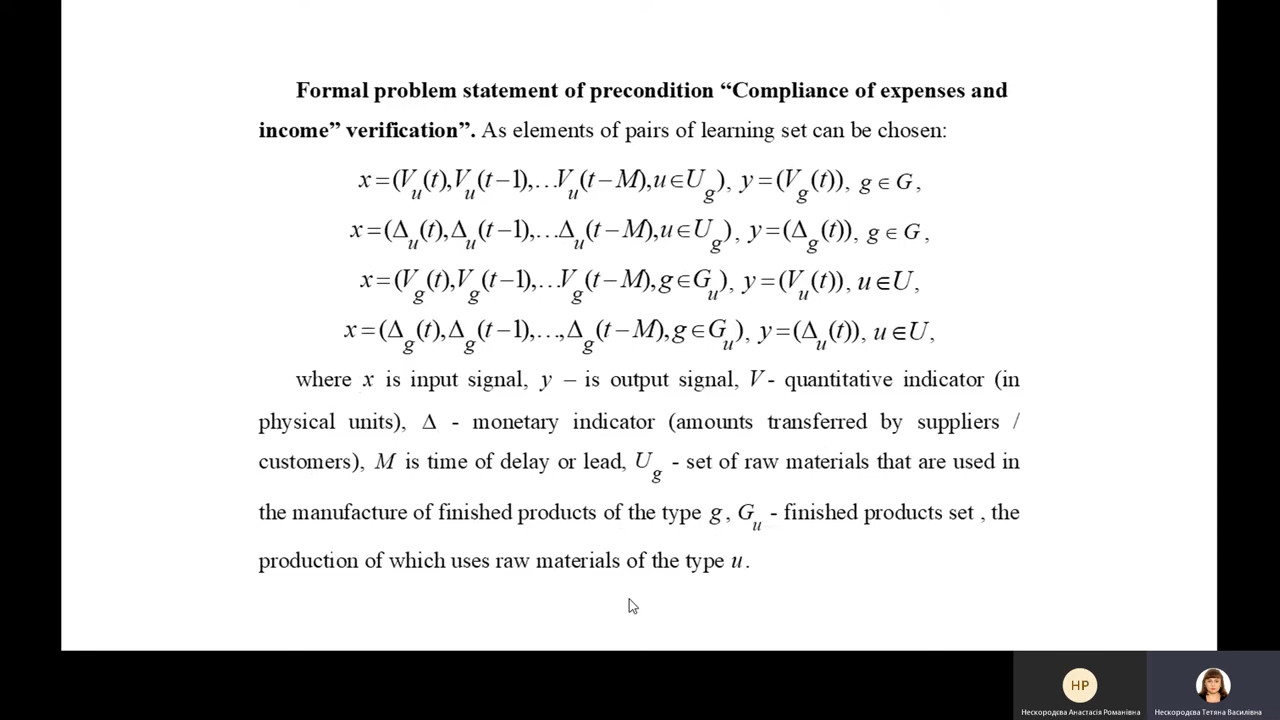 Formal problem statement of precondition “Compliance of expenses and
income” verification”. As elements of pairs of learning set can be chosen:
x=(V_u(t),V_u(t−1),…V_u(t−M),u∈U_g), y=(V_g(t)), g∈G,
x=(Δ_u(t),Δ_u(t−1),…Δ_u(t−M),u∈U_g), y=(Δ_g(t)), g∈G,
x=(V_g(t),V_g(t−1),…V_g(t−M),g∈G_u), y=(V_u(t)), u∈U,
x=(Δ_g(t),Δ_g(t−1),…,Δ_g(t−M),g∈G_u), y=(Δ_u(t)), u∈U,
where x is input signal, y – is output signal, V - quantitative indicator (in
physical units), Δ - monetary indicator (amounts transferred by suppliers /
customers), M is time of delay or lead, U_g - set of raw materials that are used in
the manufacture of finished products of the type g, G_u - finished products set , the
production of which uses raw materials of the type u.
НР
Нескородєва Анастасія Романівна
Нескородєва Тетяна Василівна